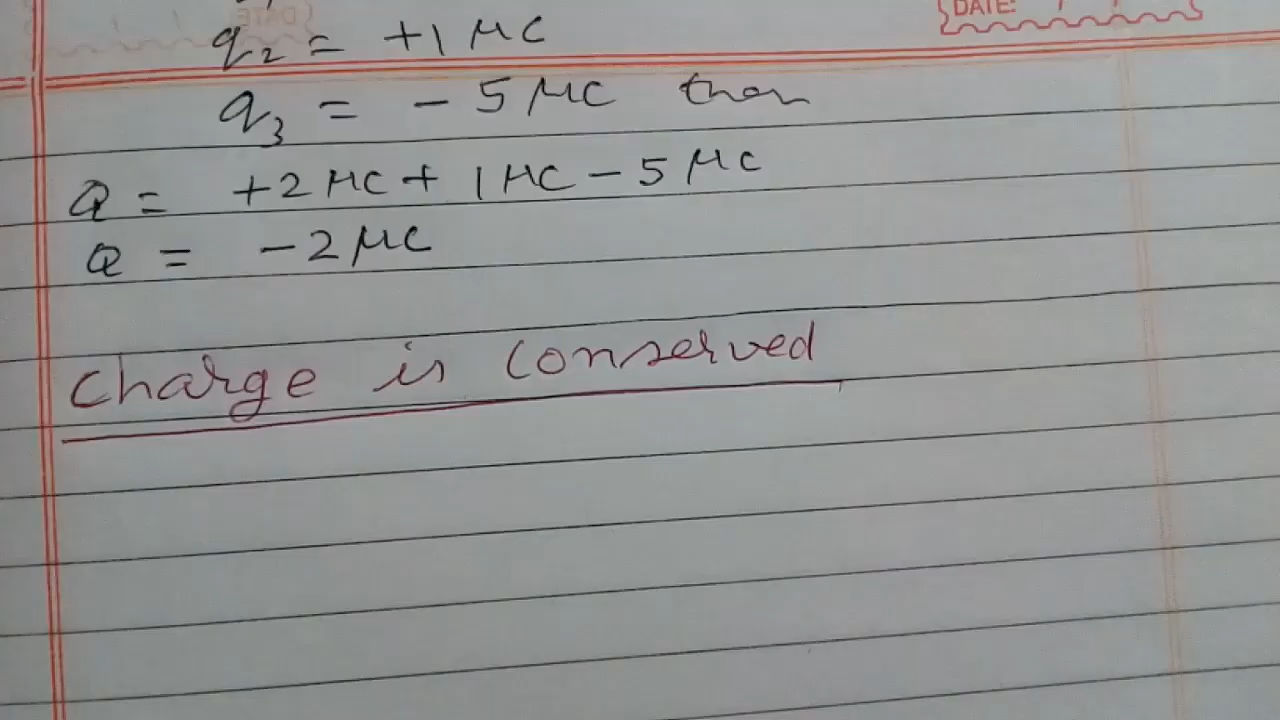 DATE:
q₂ = +1 μC
q₃ = - 5 μC then
Q = +2 μC + 1 μC - 5 μC
Q = - 2 μC
Charge is conserved